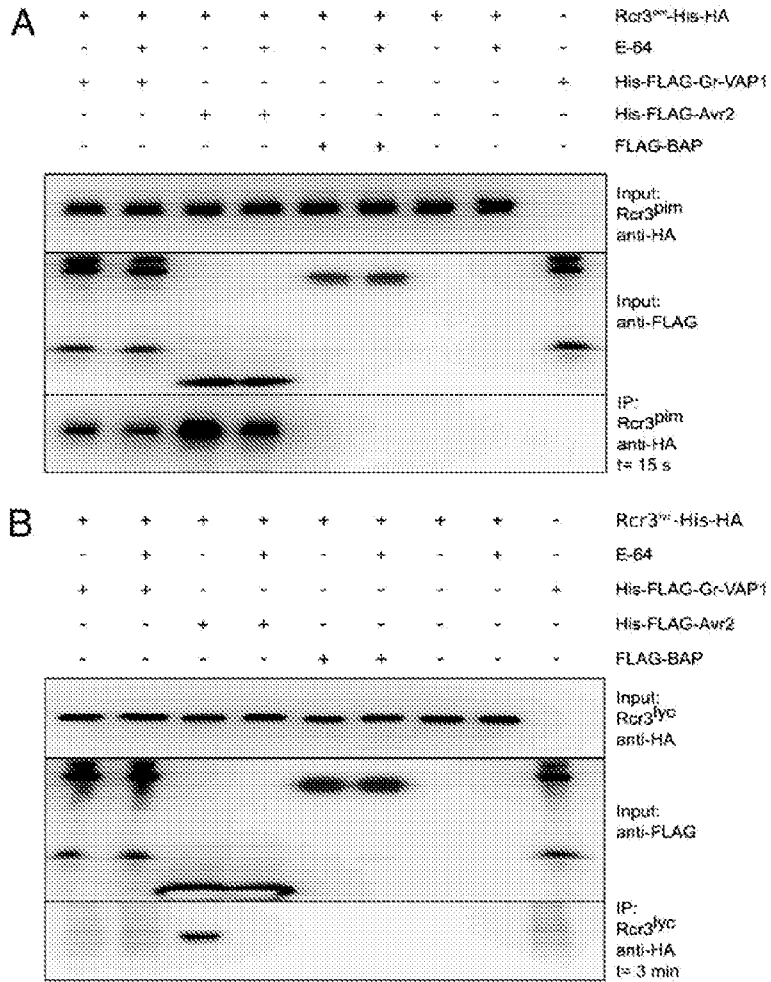 A
+ + + + + + + + - Rcr3pim-His-HA
- + - + - + - + - E-64
+ + - - - - - - + His-FLAG-Gr-VAP1
- - + + - - - - - His-FLAG-Avr2
- - - - + + - - - FLAG-BAP
Input:
Rcr3pim
anti-HA
Input:
anti-FLAG
IP:
Rcr3pim
anti-HA
t= 15 s
B
+ + + + + + + + - Rcr3lyc-His-HA
- + - + - + - + - E-64
+ + - - - - - - + His-FLAG-Gr-VAP1
- - + + - - - - - His-FLAG-Avr2
- - - - + + - - - FLAG-BAP
Input:
Rcr3lyc
anti-HA
Input:
anti-FLAG
IP:
Rcr3lyc
anti-HA
t= 3 min